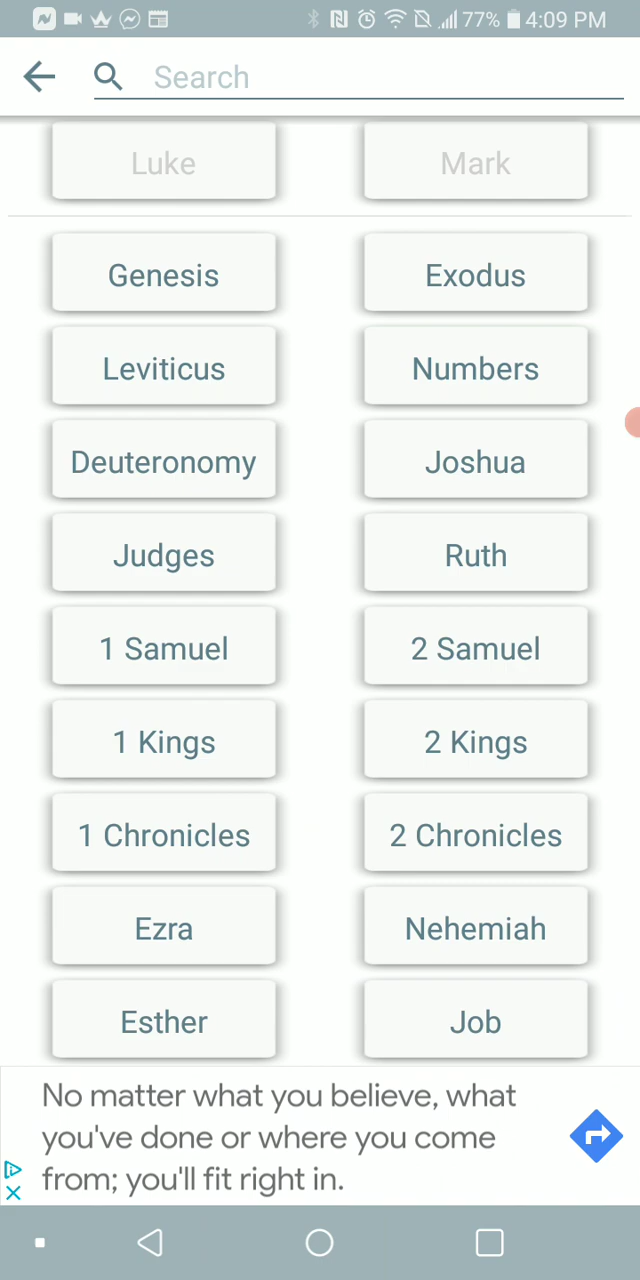 77% 4:09 PM
Search
Luke Mark
Genesis Exodus
Leviticus Numbers
Deuteronomy Joshua
Judges Ruth
1 Samuel 2 Samuel
1 Kings 2 Kings
1 Chronicles 2 Chronicles
Ezra Nehemiah
Esther Job
No matter what you believe, what
you've done or where you come
from; you'll fit right in.